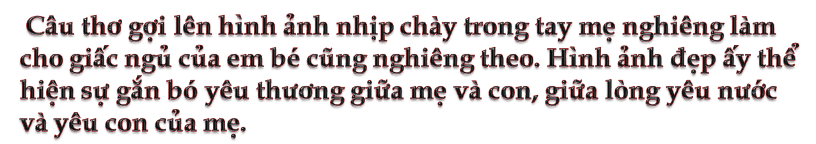 Câu thơ gợi lên hình ảnh nhịp chày trong tay mẹ nghiêng làm
cho giấc ngủ của em bé cũng nghiêng theo. Hình ảnh đẹp ấy thể
hiện sự gắn bó yêu thương giữa mẹ và con, giữa lòng yêu nước
và yêu con của mẹ.